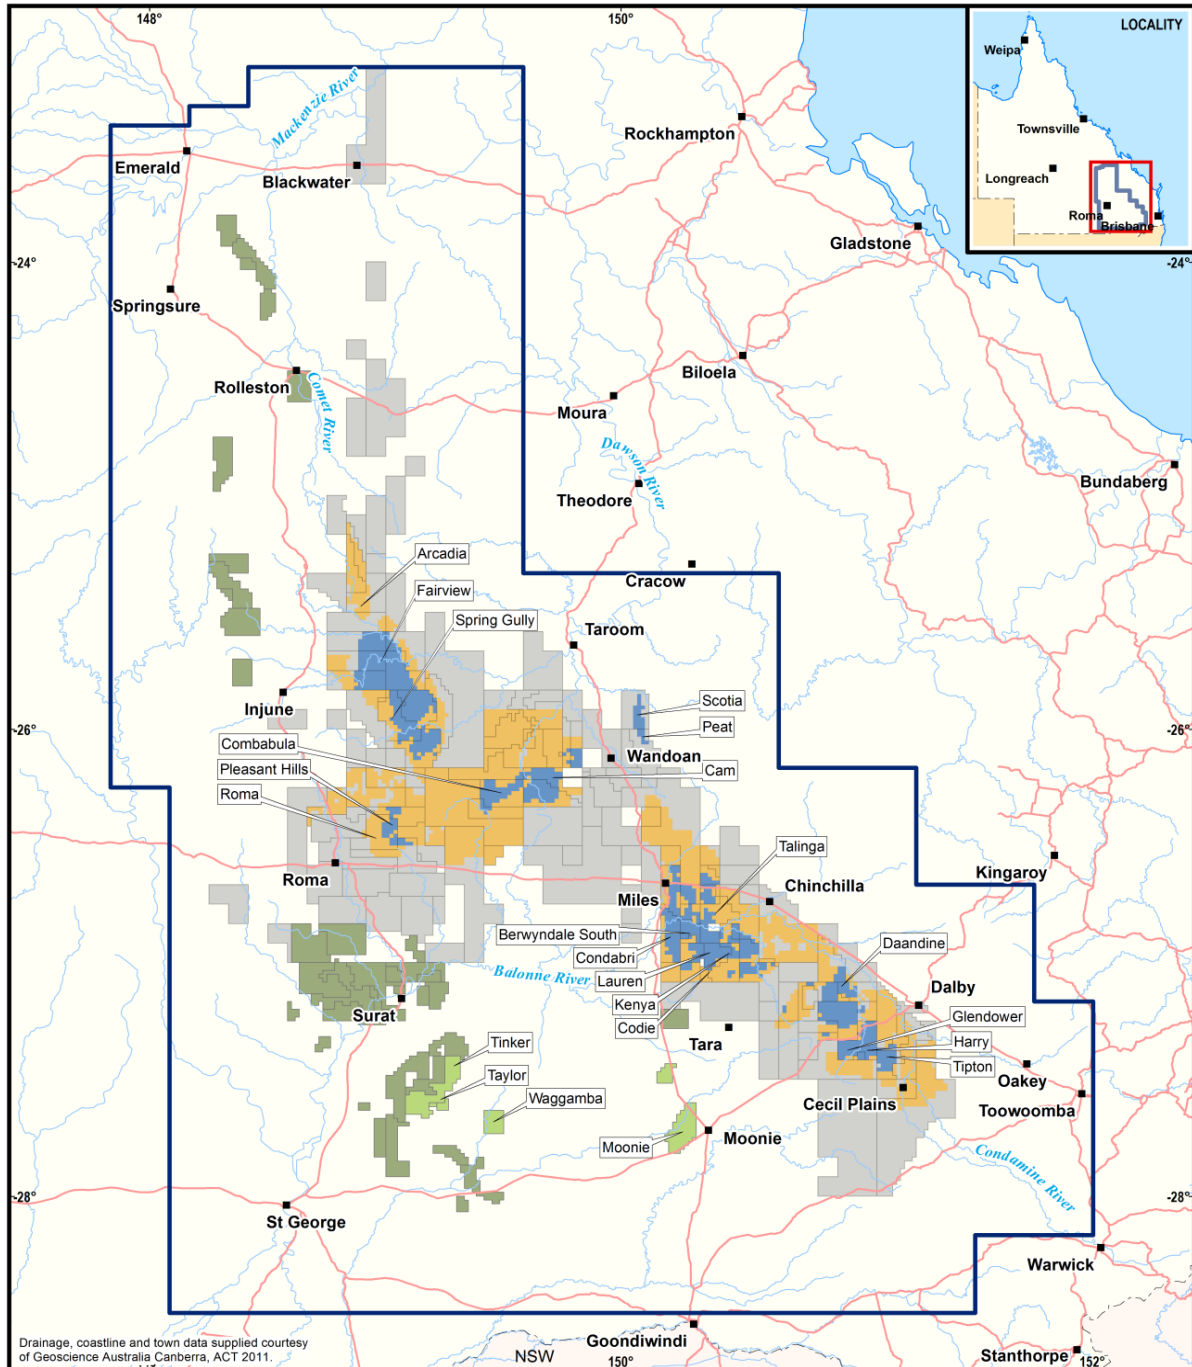 148°
150°
LOCALITY
Weipa
Townsville
Longreach
Roma
Brisbane
Mackenzie River
Rockhampton
Emerald
Blackwater
Gladstone
-24°
-24°
Springsure
Biloela
Rolleston
Comet River
Moura
Dawson River
Bundaberg
Theodore
Arcadia
Cracow
Fairview
Spring Gully
Taroom
Injune
Scotia
-26°
-26°
Peat
Combabula
Wandoan
Pleasant Hills
Cam
Roma
Talinga
Roma
Kingaroy
Miles
Chinchilla
Berwyndale South
Daandine
Condabri
Balonne River
Lauren
Kenya
Dalby
Surat
Codie
Glendower
Tinker
Tara
Harry
Tipton
Taylor
Oakey
Waggamba
Cecil Plains
Toowoomba
Moonie
Moonie
Condamine River
-28°
-28°
St George
Warwick
Goondiwindi
Drainage, coastline and town data supplied courtesy
of Geoscience Australia Canberra, ACT 2011.
NSW
150°
Stanthorpe
152°